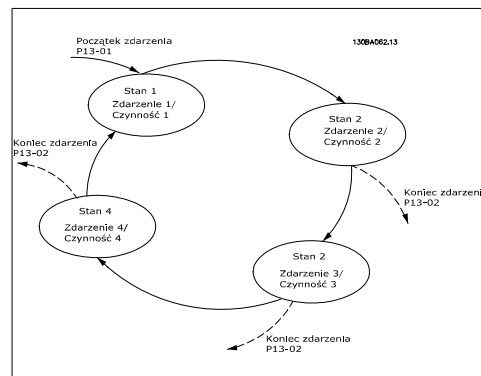 Początek zdarzenia
P13-01
130BA062.13
Stan 1
Zdarzenie 1/
Czynność 1
Stan 2
Zdarzenie 2/
Czynność 2
Koniec zdarzenia
P13-02
Stan 4
Zdarzenie 4/
Czynność 4
Koniec zdarzeni
P13-02
Stan 2
Zdarzenie 3/
Czynność 3
Koniec zdarzenia
P13-02